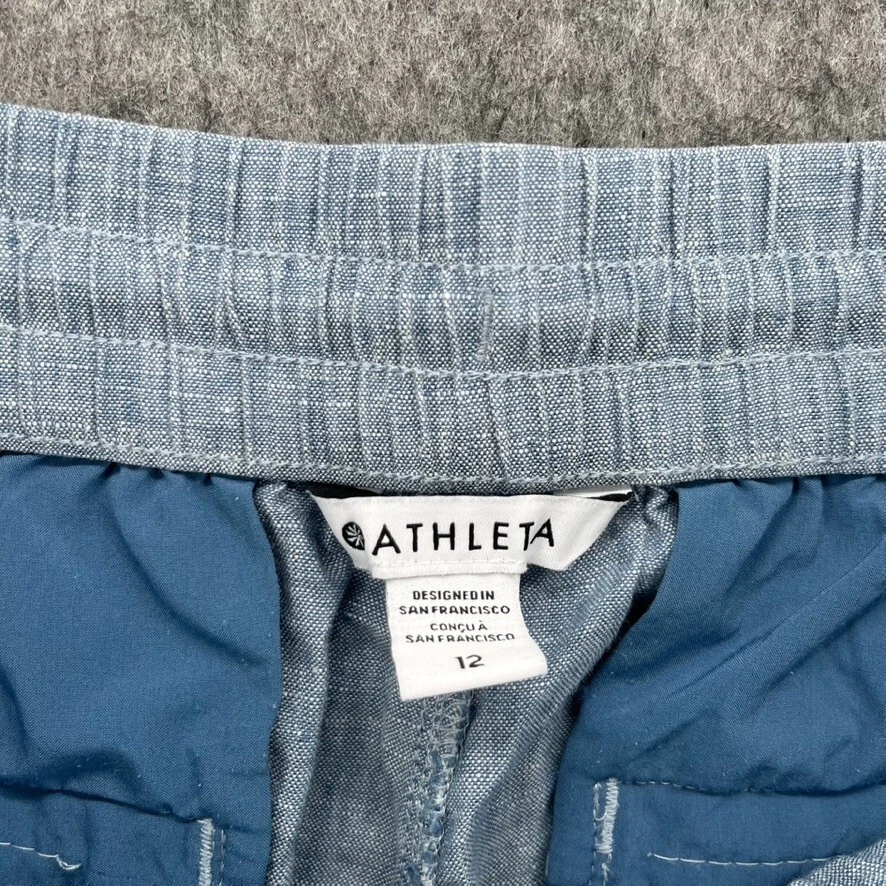 ATHLETA
DESIGNED IN
SAN FRANCISCO
CONÇU À
SAN FRANCISCO
12